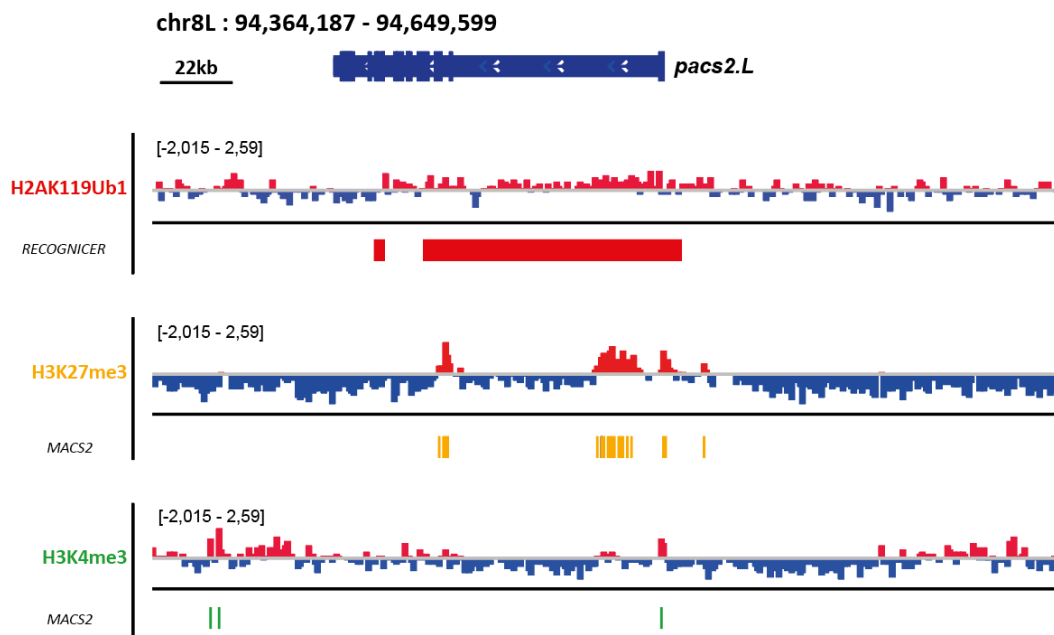 chr8L : 94,364,187 - 94,649,599
22kb
pacs2.L
[-2,015 - 2,59]
H2AK119Ub1
RECOGNICER
[-2,015 - 2,59]
H3K27me3
MACS2
[-2,015 - 2,59]
H3K4me3
MACS2